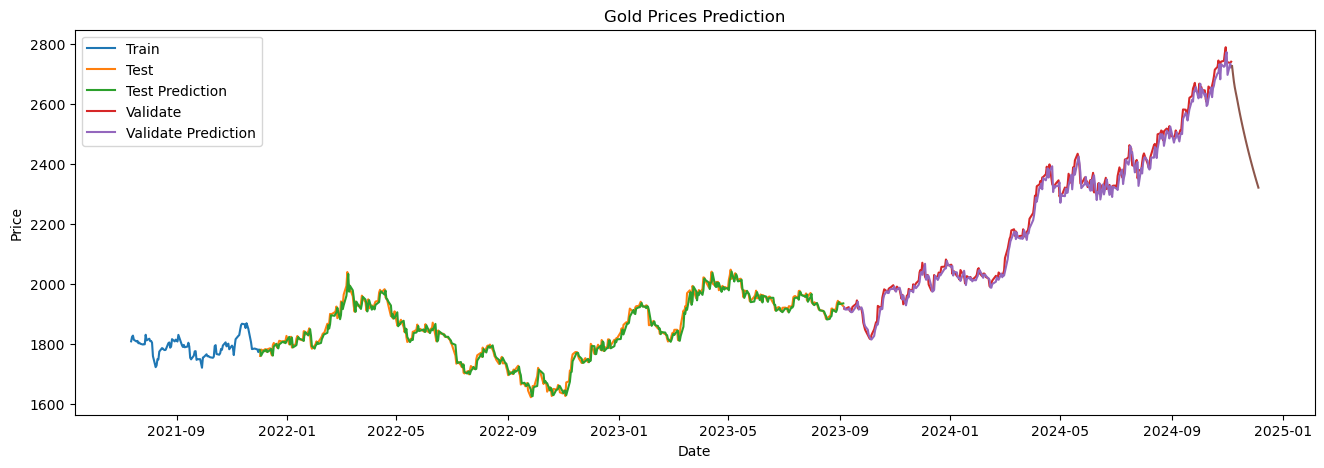 Gold Prices Prediction
Train
Test
Test Prediction
Validate
Validate Prediction
2800
2600
2400
2200
2000
1800
1600
Price
2021-09 2022-01 2022-05 2022-09 2023-01 2023-05 2023-09 2024-01 2024-05 2024-09 2025-01
Date